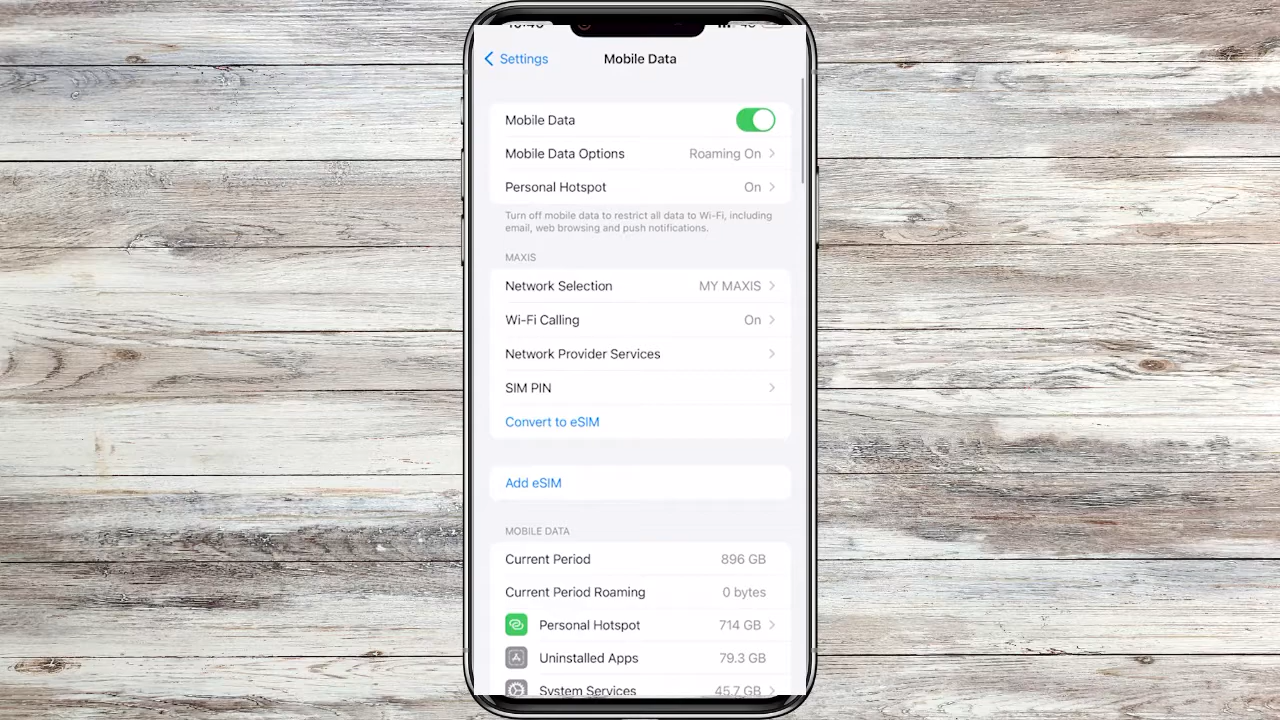 Settings
Mobile Data
Mobile Data
Mobile Data Options Roaming On
Personal Hotspot On
Turn off mobile data to restrict all data to Wi-Fi, including
email, web browsing and push notifications.
MAXIS
Network Selection MY MAXIS
Wi-Fi Calling On
Network Provider Services
SIM PIN
Convert to eSIM
Add eSIM
MOBILE DATA
Current Period 896 GB
Current Period Roaming 0 bytes
Personal Hotspot 714 GB
Uninstalled Apps 79.3 GB
System Services 45.7 GB